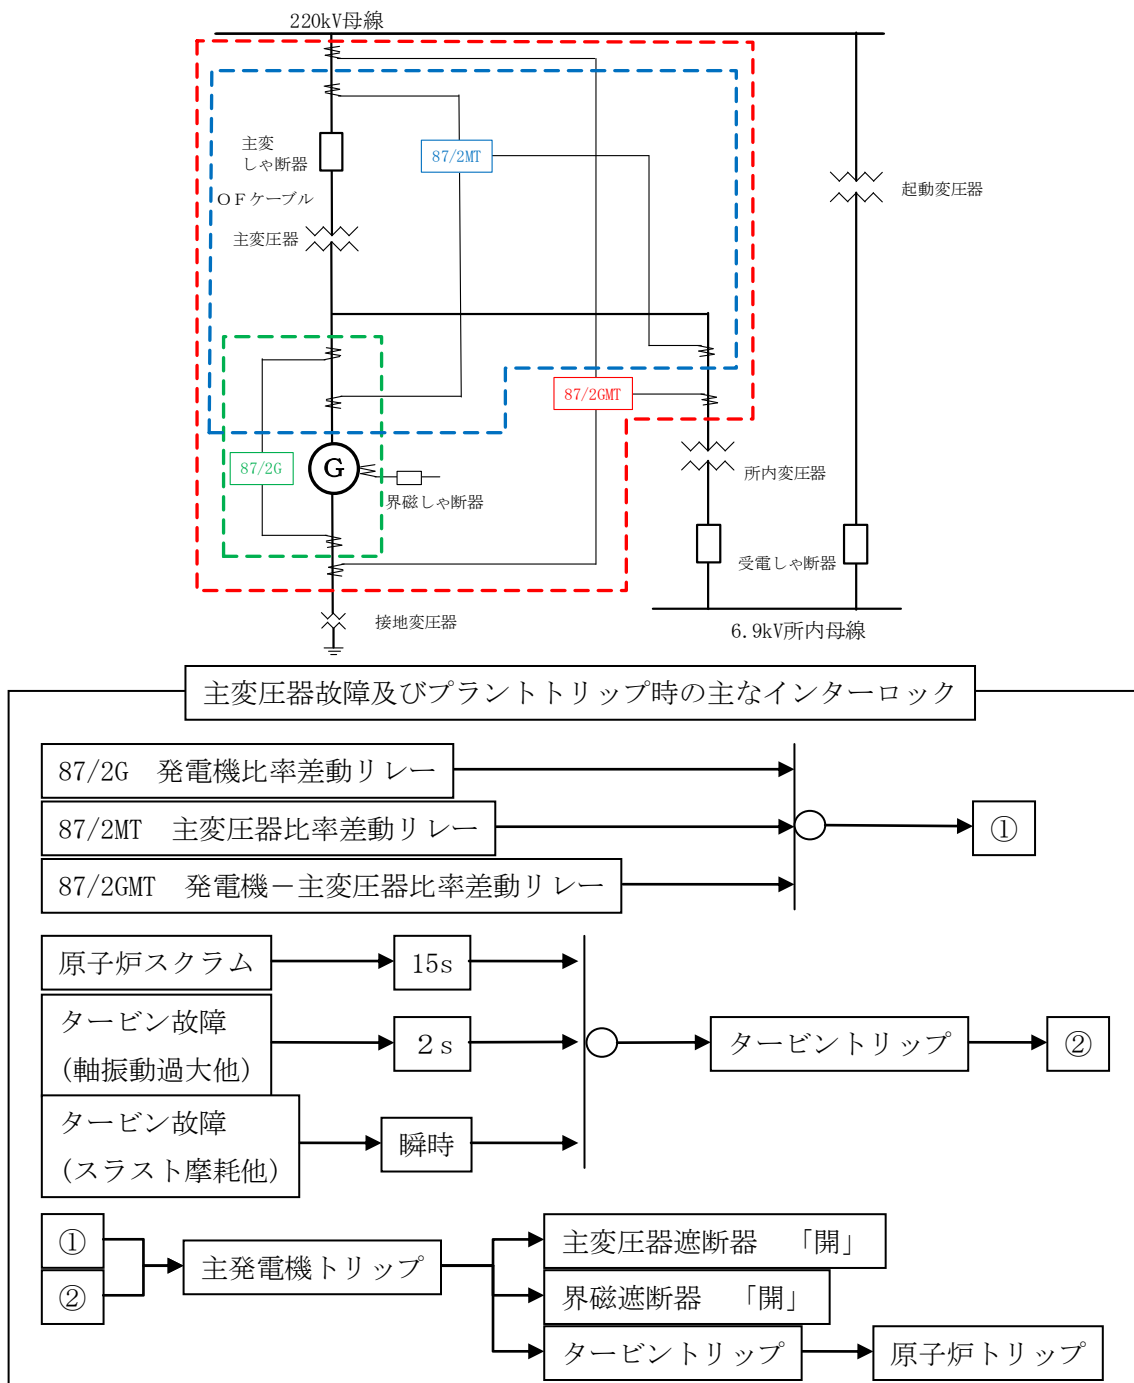 220kV母線
主変
しゃ断器
87/2MT
起動変圧器
OFケーブル
主変圧器
87/2GMT
87/2G
G
所内変圧器
界磁しゃ断器
受電しゃ断器
接地変圧器
6.9kV所内母線
主変圧器故障及びプラントトリップ時の主なインターロック
87/2G 発電機比率差動リレー
87/2MT 主変圧器比率差動リレー
①
87/2GMT 発電機-主変圧器比率差動リレー
原子炉スクラム
15s
タービン故障
(軸振動過大他)
2s
タービントリップ
②
タービン故障
(スラスト摩耗他)
瞬時
①
②
主発電機トリップ
主変圧器遮断器 「開」
界磁遮断器 「開」
タービントリップ
原子炉トリップ